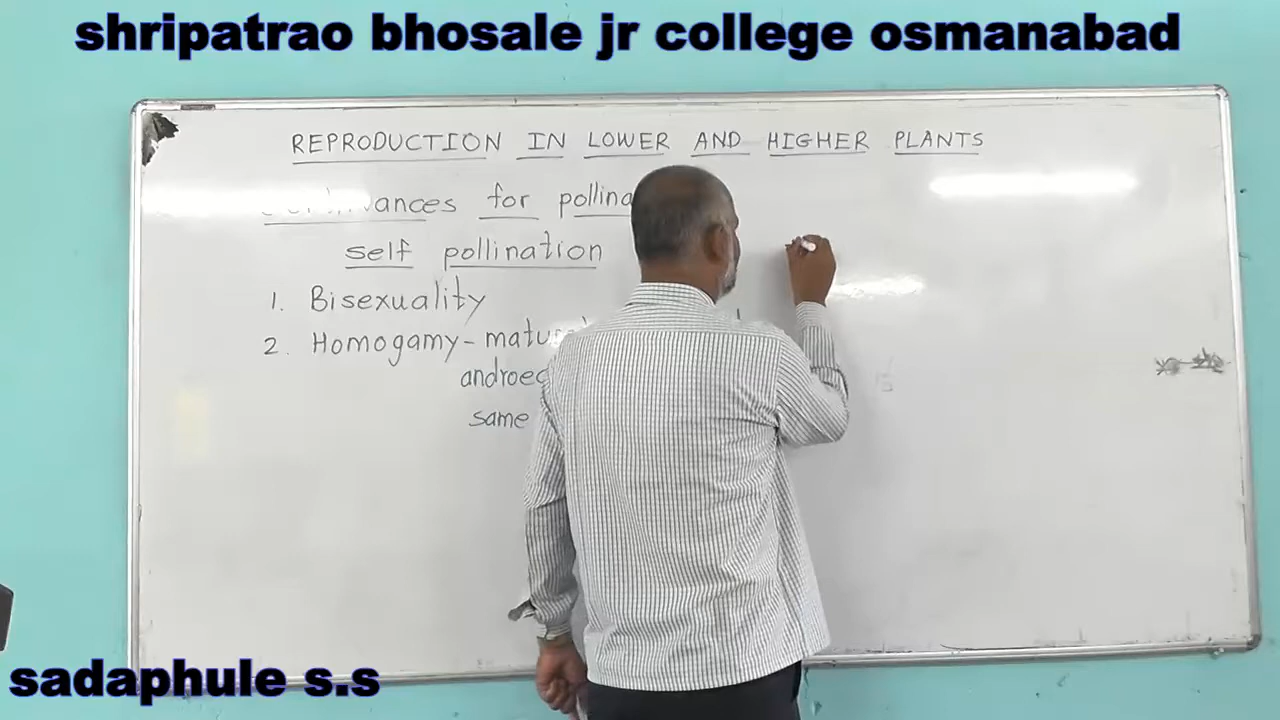 shripatrao bhosale jr college osmanabad
REPRODUCTION IN LOWER AND HIGHER PLANTS
for
self pollination
1. Bisexuality
2. Homogamy -
same
sadaphule s.s